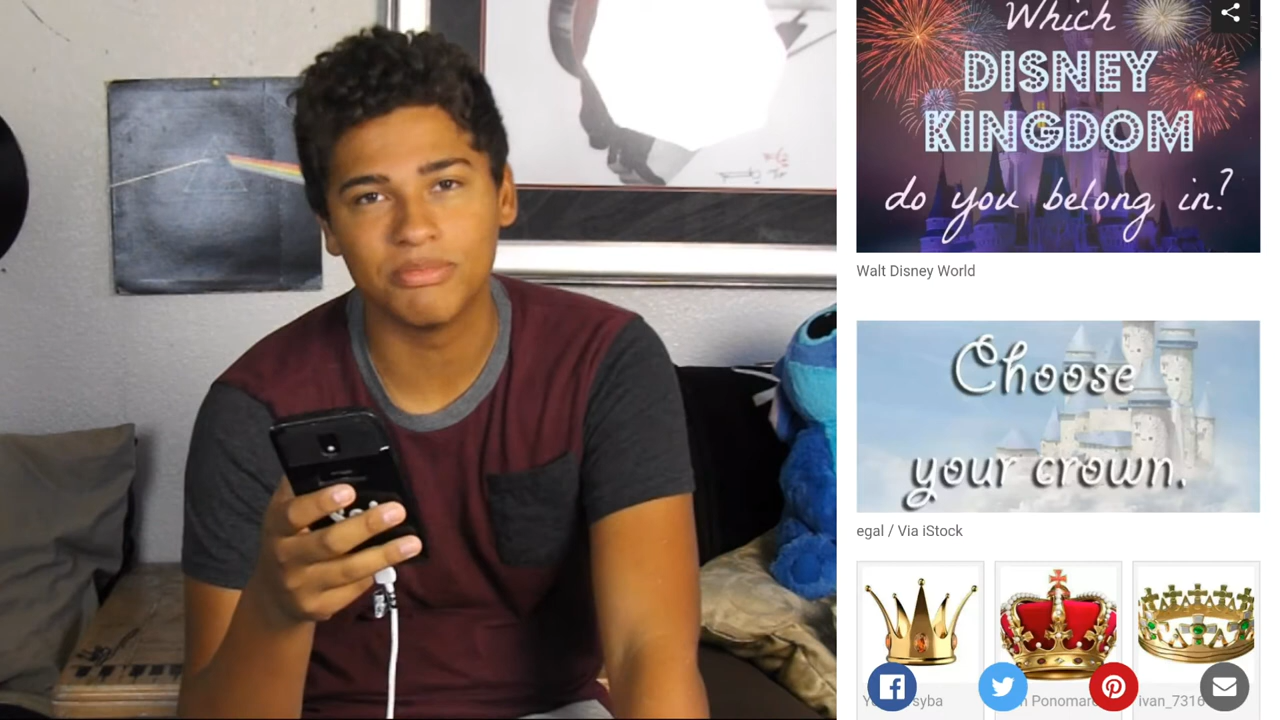 Which
DISNEY
KINGDOM
do you belong in?
Walt Disney World
Choose
your crown.
egal / Via iStock
syba
Ponomar
ivan_7316